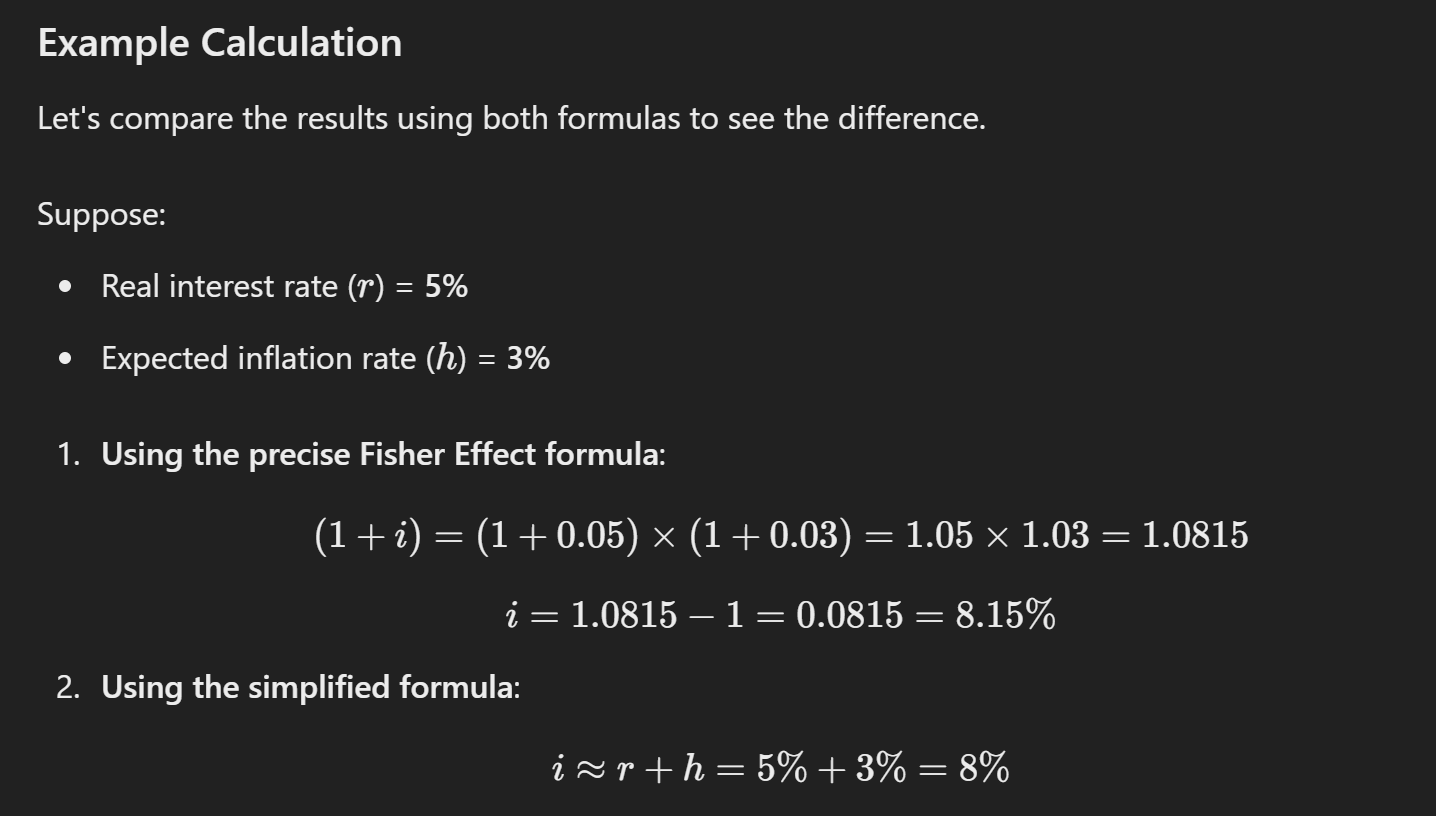 Example Calculation
Let's compare the results using both formulas to see the difference.
Suppose:
• Real interest rate (r) = 5%
• Expected inflation rate (h) = 3%
1. Using the precise Fisher Effect formula:
(1 + i) = (1 + 0.05) × (1 + 0.03) = 1.05 × 1.03 = 1.0815
i = 1.0815 − 1 = 0.0815 = 8.15%
2. Using the simplified formula:
i ≈ r + h = 5% + 3% = 8%